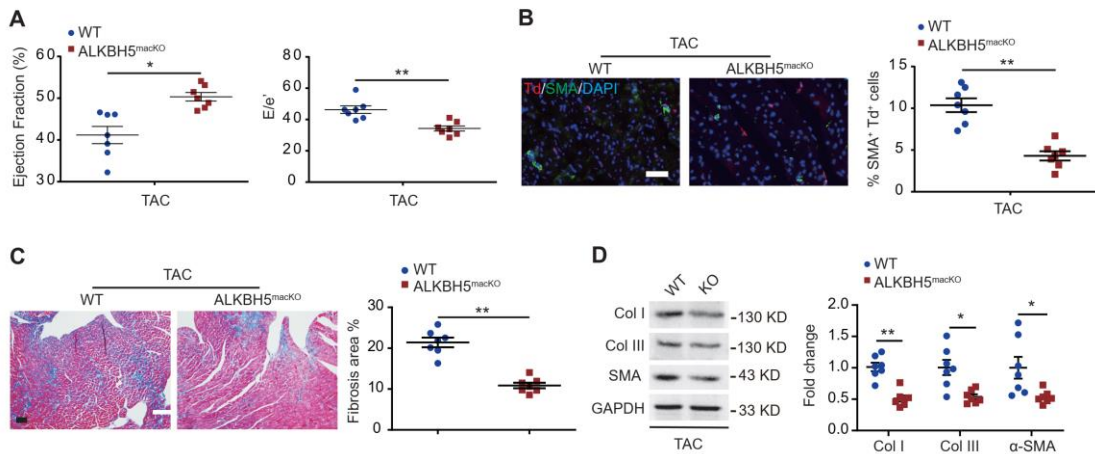 A
WT
ALKBH5macKO
Ejection Fraction (%)
60
50
40
30
*
TAC
E/e'
80
60
40
20
0
**
TAC
B
TAC
WT
ALKBH5macKO
Td/SMA/DAPI
WT
ALKBH5macKO
% SMA+ Td+ cells
15
10
5
0
**
TAC
C
TAC
WT
ALKBH5macKO
WT
ALKBH5macKO
Fibrosis area %
30
20
10
0
**
D
WT KO
Col I
-130 KD
Col III
-130 KD
SMA
-43 KD
GAPDH
-33 KD
TAC
WT
ALKBH5macKO
Fold change
2.0
1.5
1.0
0.5
0
**
*
*
Col I Col III α-SMA